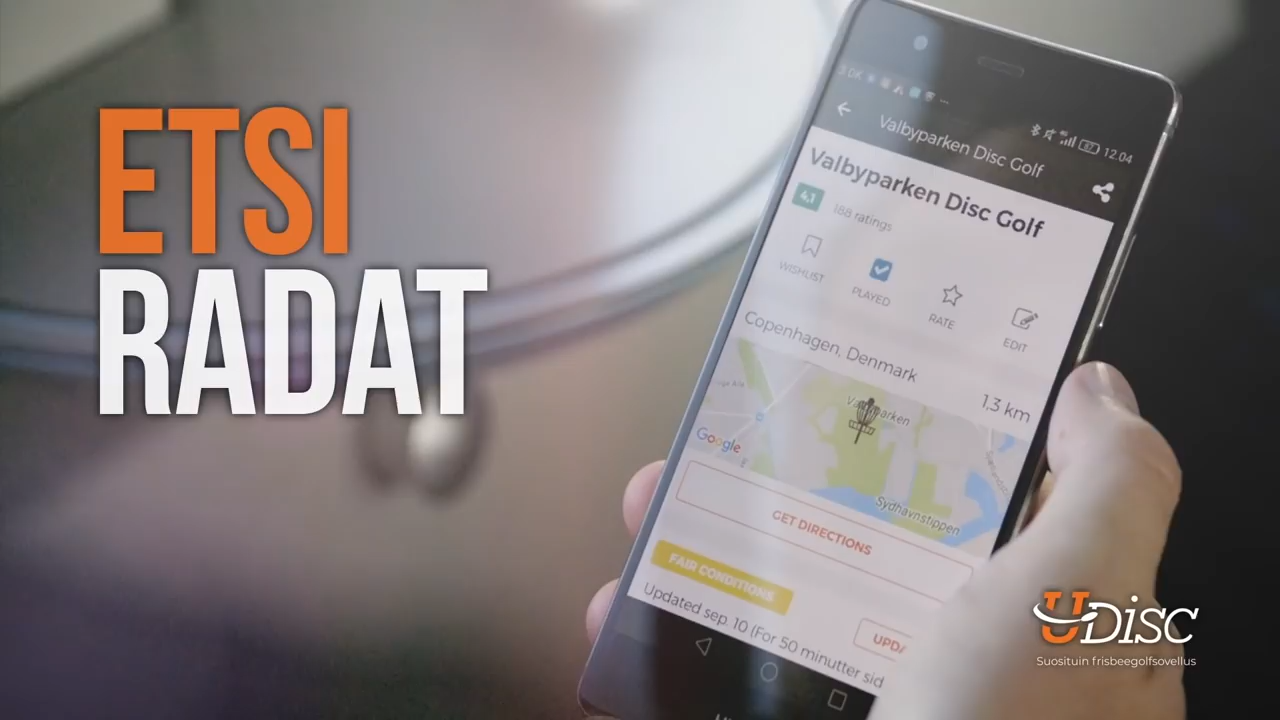 ETSI
RADAT
12.04
Valbyparken Disc Golf
Valbyparken Disc Golf
4,1
188 ratings
WISHLIST
PLAYED
RATE
EDIT
Copenhagen, Denmark
1,3 km
Valbyparken
Google
Sydhavnstippen
GET DIRECTIONS
FAIR CONDITIONS
Updated sep. 10 (For 50 minutter sid
UPDA
UDisc
Suosituin frisbeegolfsovellus